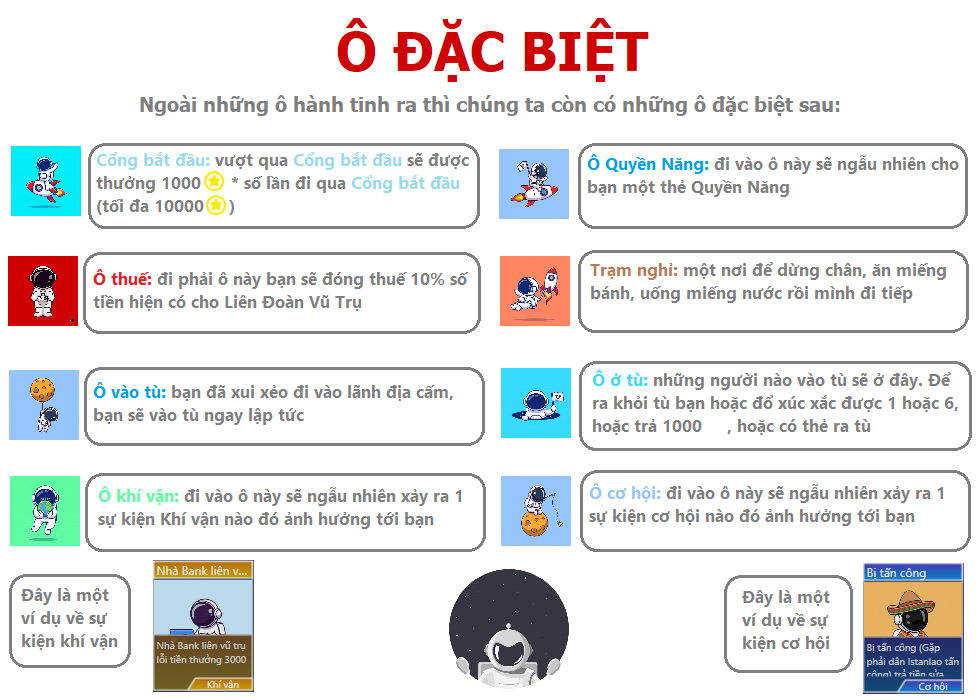 Ô ĐẶC BIỆT
Ngoài những ô hành tinh ra thì chúng ta còn có những ô đặc biệt sau:
Cổng bắt đầu: vượt qua Cổng bắt đầu sẽ được
thưởng 1000 * số lần đi qua Cổng bắt đầu
(tối đa 10000 )
Ô Quyền Năng: đi vào ô này sẽ ngẫu nhiên cho
bạn một thẻ Quyền Năng
Ô thuế: đi phải ô này bạn sẽ đóng thuế 10% số
tiền hiện có cho Liên Đoàn Vũ Trụ
Trạm nghỉ: một nơi để dừng chân, ăn miếng
bánh, uống miếng nước rồi mình đi tiếp
Ô vào tù: bạn đã xui xẻo đi vào lãnh địa cấm,
bạn sẽ vào tù ngay lập tức
Ô ở tù: những người nào vào tù sẽ ở đây. Để
ra khỏi tù bạn hoặc đổ xúc xắc được 1 hoặc 6,
hoặc trả 1000 , hoặc có thẻ ra tù
Ô khí vận: đi vào ô này sẽ ngẫu nhiên xảy ra 1
sự kiện Khí vận nào đó ảnh hưởng tới bạn
Ô cơ hội: đi vào ô này sẽ ngẫu nhiên xảy ra 1
sự kiện cơ hội nào đó ảnh hưởng tới bạn
Đây là một
ví dụ về sự
kiện khí vận
Nhà Bank liên v...
Nhà Bank liên vũ trụ
lỗi tiền thưởng 3000
Khí vận
Đây là một
ví dụ về sự
kiện cơ hội
Bị tấn công
Bị tấn công (Gặp
phải dân Istanlao tấn
công) trả tiền sửa
Cơ hội